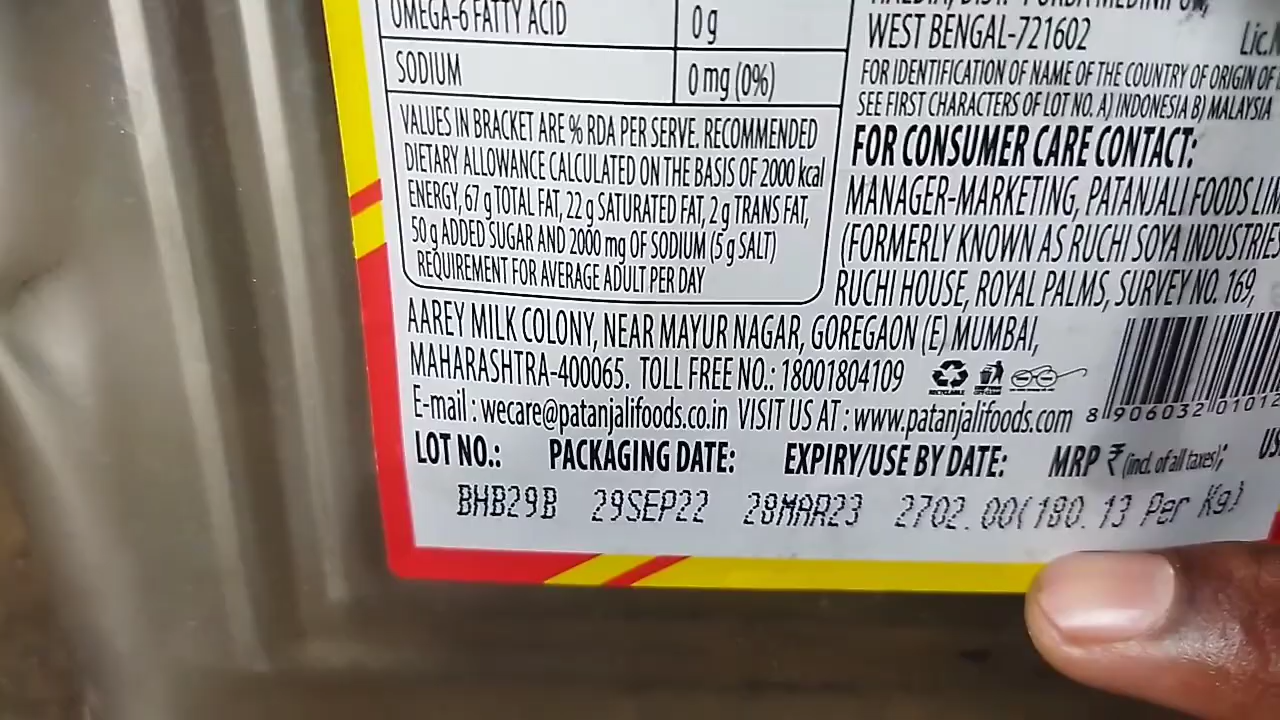 OMEGA-6 FATTY ACID 0 g
SODIUM 0 mg (0%)
VALUES IN BRACKET ARE % RDA PER SERVE. RECOMMENDED
DIETARY ALLOWANCE CALCULATED ON THE BASIS OF 2000 kcal
ENERGY, 67 g TOTAL FAT, 22 g SATURATED FAT, 2 g TRANS FAT,
50 g ADDED SUGAR AND 2000 mg OF SODIUM (5 g SALT)
REQUIREMENT FOR AVERAGE ADULT PER DAY
WEST BENGAL-721602
FOR IDENTIFICATION OF NAME OF THE COUNTRY OF ORIGIN OF
SEE FIRST CHARACTERS OF LOT NO. A) INDONESIA B) MALAYSIA
FOR CONSUMER CARE CONTACT:
MANAGER-MARKETING, PATANJALI FOODS
(FORMERLY KNOWN AS RUCHI SOYA INDUSTRIES
RUCHI HOUSE, ROYAL PALMS, SURVEY NO. 169,
AAREY MILK COLONY, NEAR MAYUR NAGAR, GOREGAON (E) MUMBAI,
MAHARASHTRA-400065. TOLL FREE NO.: 18001804109
E-mail : wecare@patanjalifoods.co.in VISIT US AT : www.patanjalifoods.com
8 906032 01012
LOT NO.: PACKAGING DATE: EXPIRY/USE BY DATE: MRP ₹ (incl. of all taxes);
BHB29B 29SEP22 28MAR23 2702.00(180.13 Per Kg)